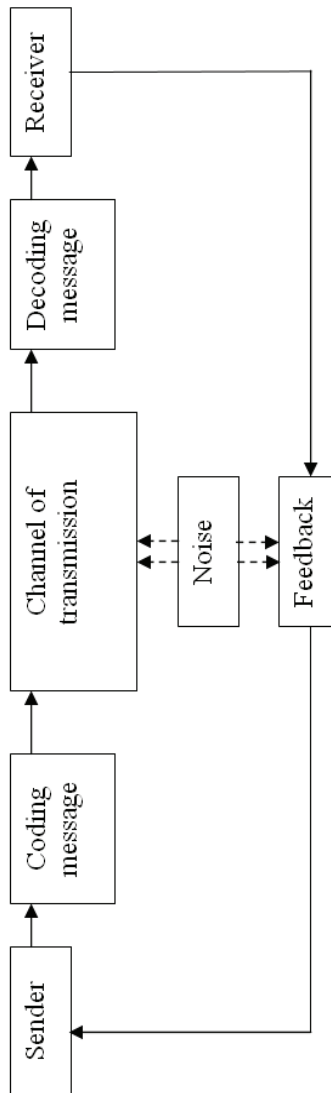 Sender
Coding
message
Channel of
transmission
Decoding
message
Receiver
Noise
Feedback